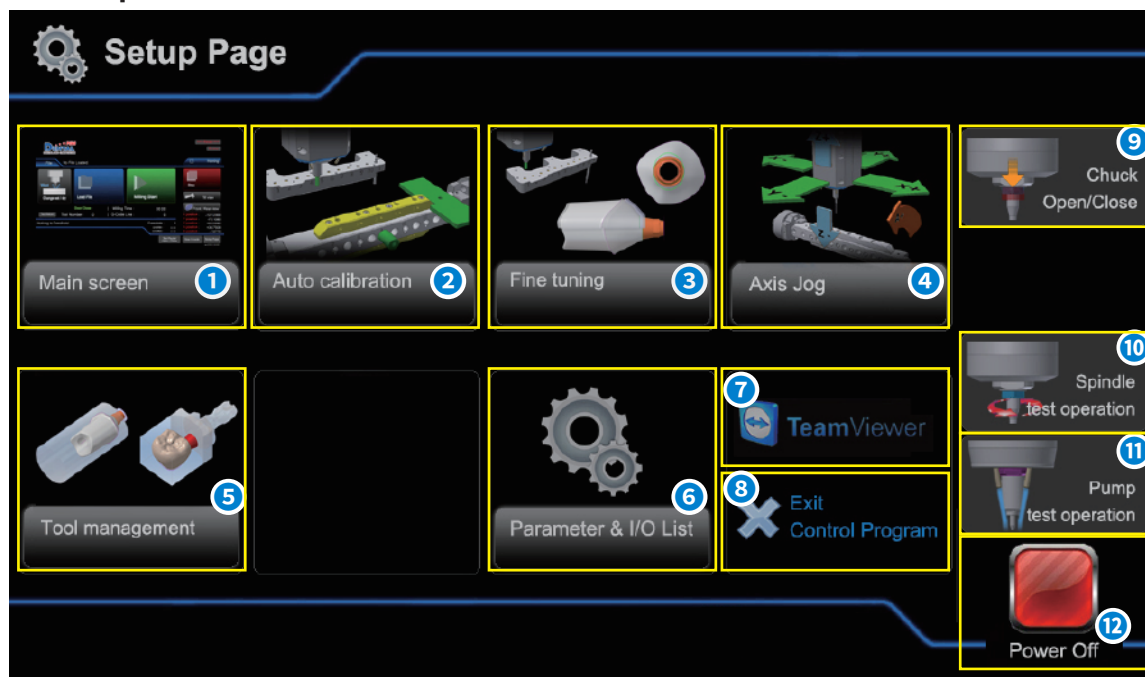 Setup Page
Main screen
1
Auto calibration
2
Fine tuning
3
Axis Jog
4
9
Chuck
Open/Close
10
Spindle
test operation
Tool management
5
Parameter & I/O List
6
7
TeamViewer
8
Exit
Control Program
11
Pump
test operation
12
Power Off